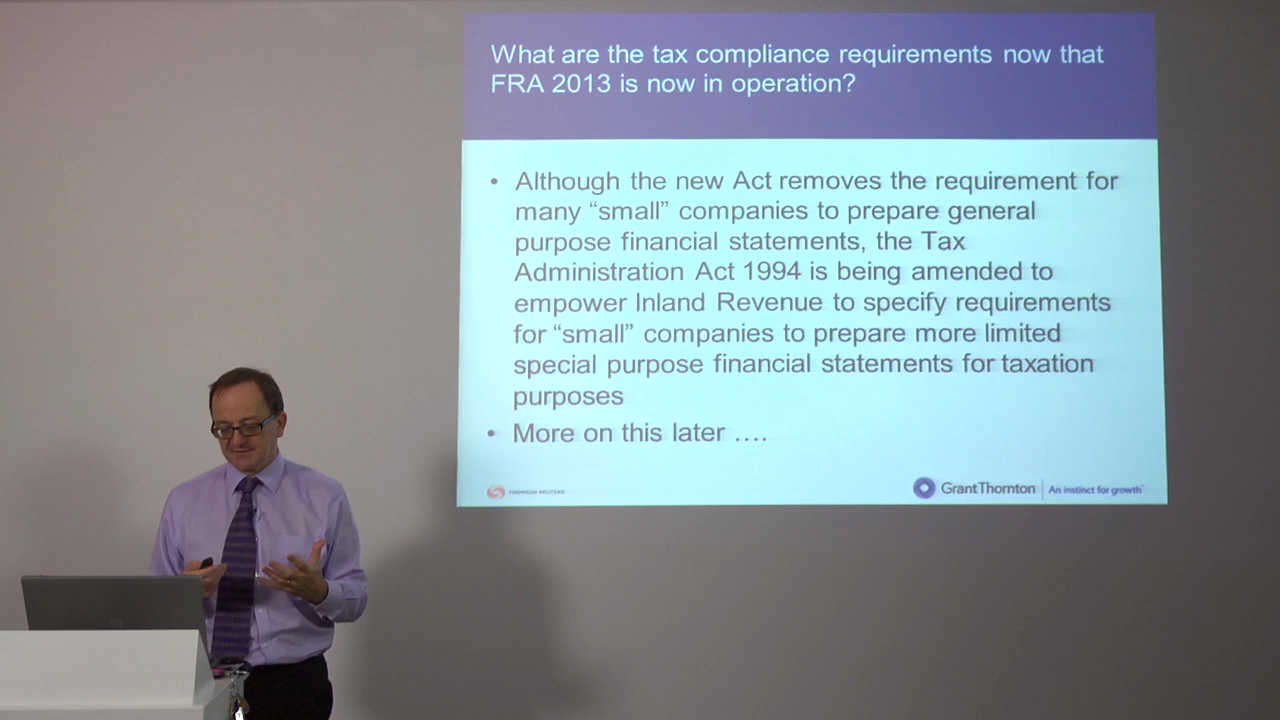 What are the tax compliance requirements now that
FRA 2013 is now in operation?
• Although the new Act removes the requirement for
many “small” companies to prepare general
purpose financial statements, the Tax
Administration Act 1994 is being amended to
empower Inland Revenue to specify requirements
for “small” companies to prepare more limited
special purpose financial statements for taxation
purposes
• More on this later ….
THOMSON REUTERS
GrantThornton | An instinct for growth™